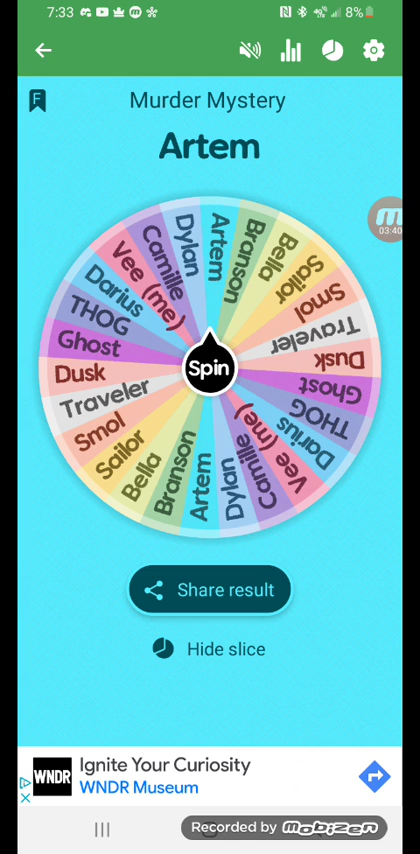 7:33
8%
F
Murder Mystery
Artem
03:40
Artem
Branson
Bella
Sailor
Smol
Traveler
Dusk
Ghost
THOG
Darius
Vee (me)
Camille
Dylan
Artem
Branson
Bella
Sailor
Smol
Traveler
Dusk
Ghost
THOG
Darius
Vee (me)
Camille
Dylan
Spin
Share result
Hide slice
WNDR
Ignite Your Curiosity
WNDR Museum
Recorded by mobizen